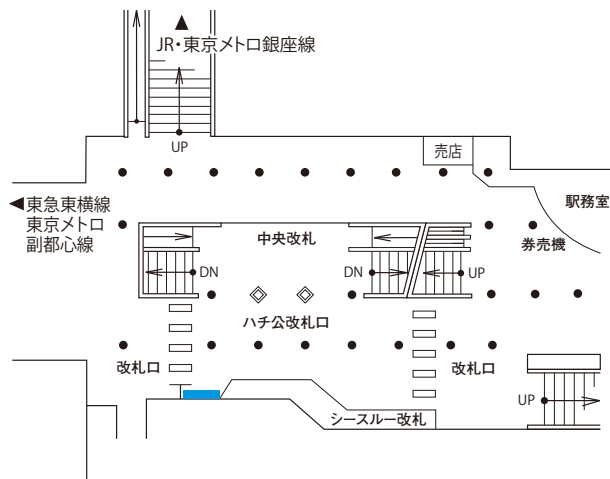 ▲
JR・東京メトロ銀座線
UP
売店
駅務室
◀東急東横線
東京メトロ
副都心線
中央改札
券売機
DN
DN
UP
ハチ公改札口
改札口
改札口
UP
シースルー改札